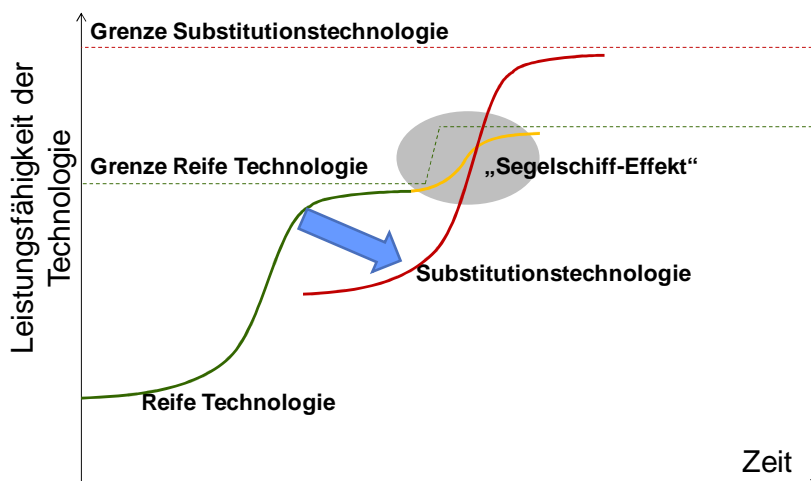 Grenze Substitutionstechnologie
Leistungsfähigkeit der
Technologie
Grenze Reife Technologie
„Segelschiff-Effekt“
Substitutionstechnologie
Reife Technologie
Zeit